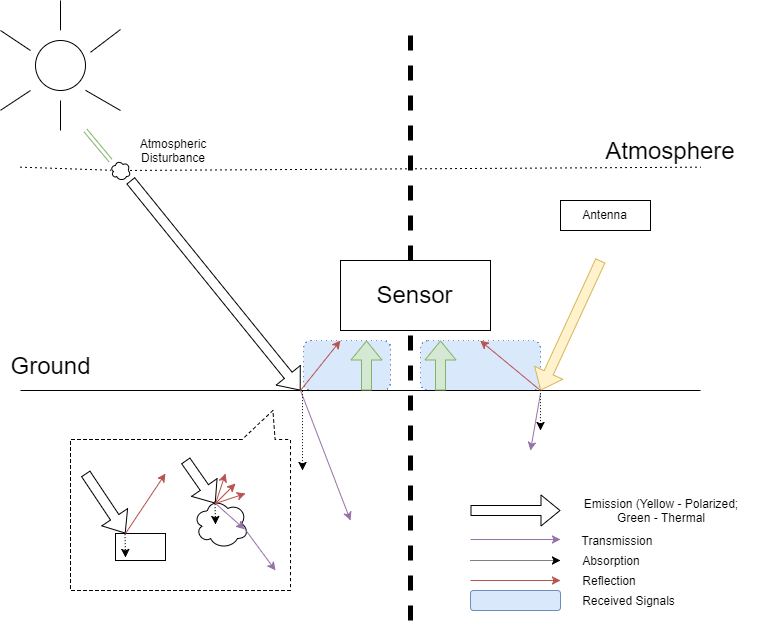 Atmospheric
Disturbance
Atmosphere
Antenna
Sensor
Ground
Emission (Yellow - Polarized;
Green - Thermal
Transmission
Absorption
Reflection
Received Signals